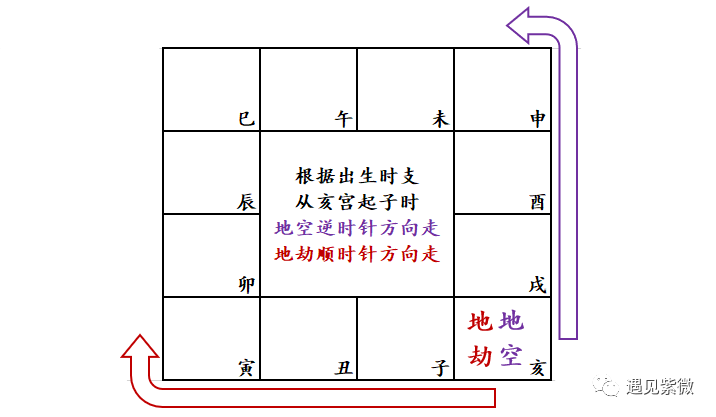 巳
午
未
申
辰
根据出生时支
从亥宫起子时
地空逆时针方向走
地劫顺时针方向走
酉
卯
戌
寅
丑
子
地劫
地空
亥
遇见紫微